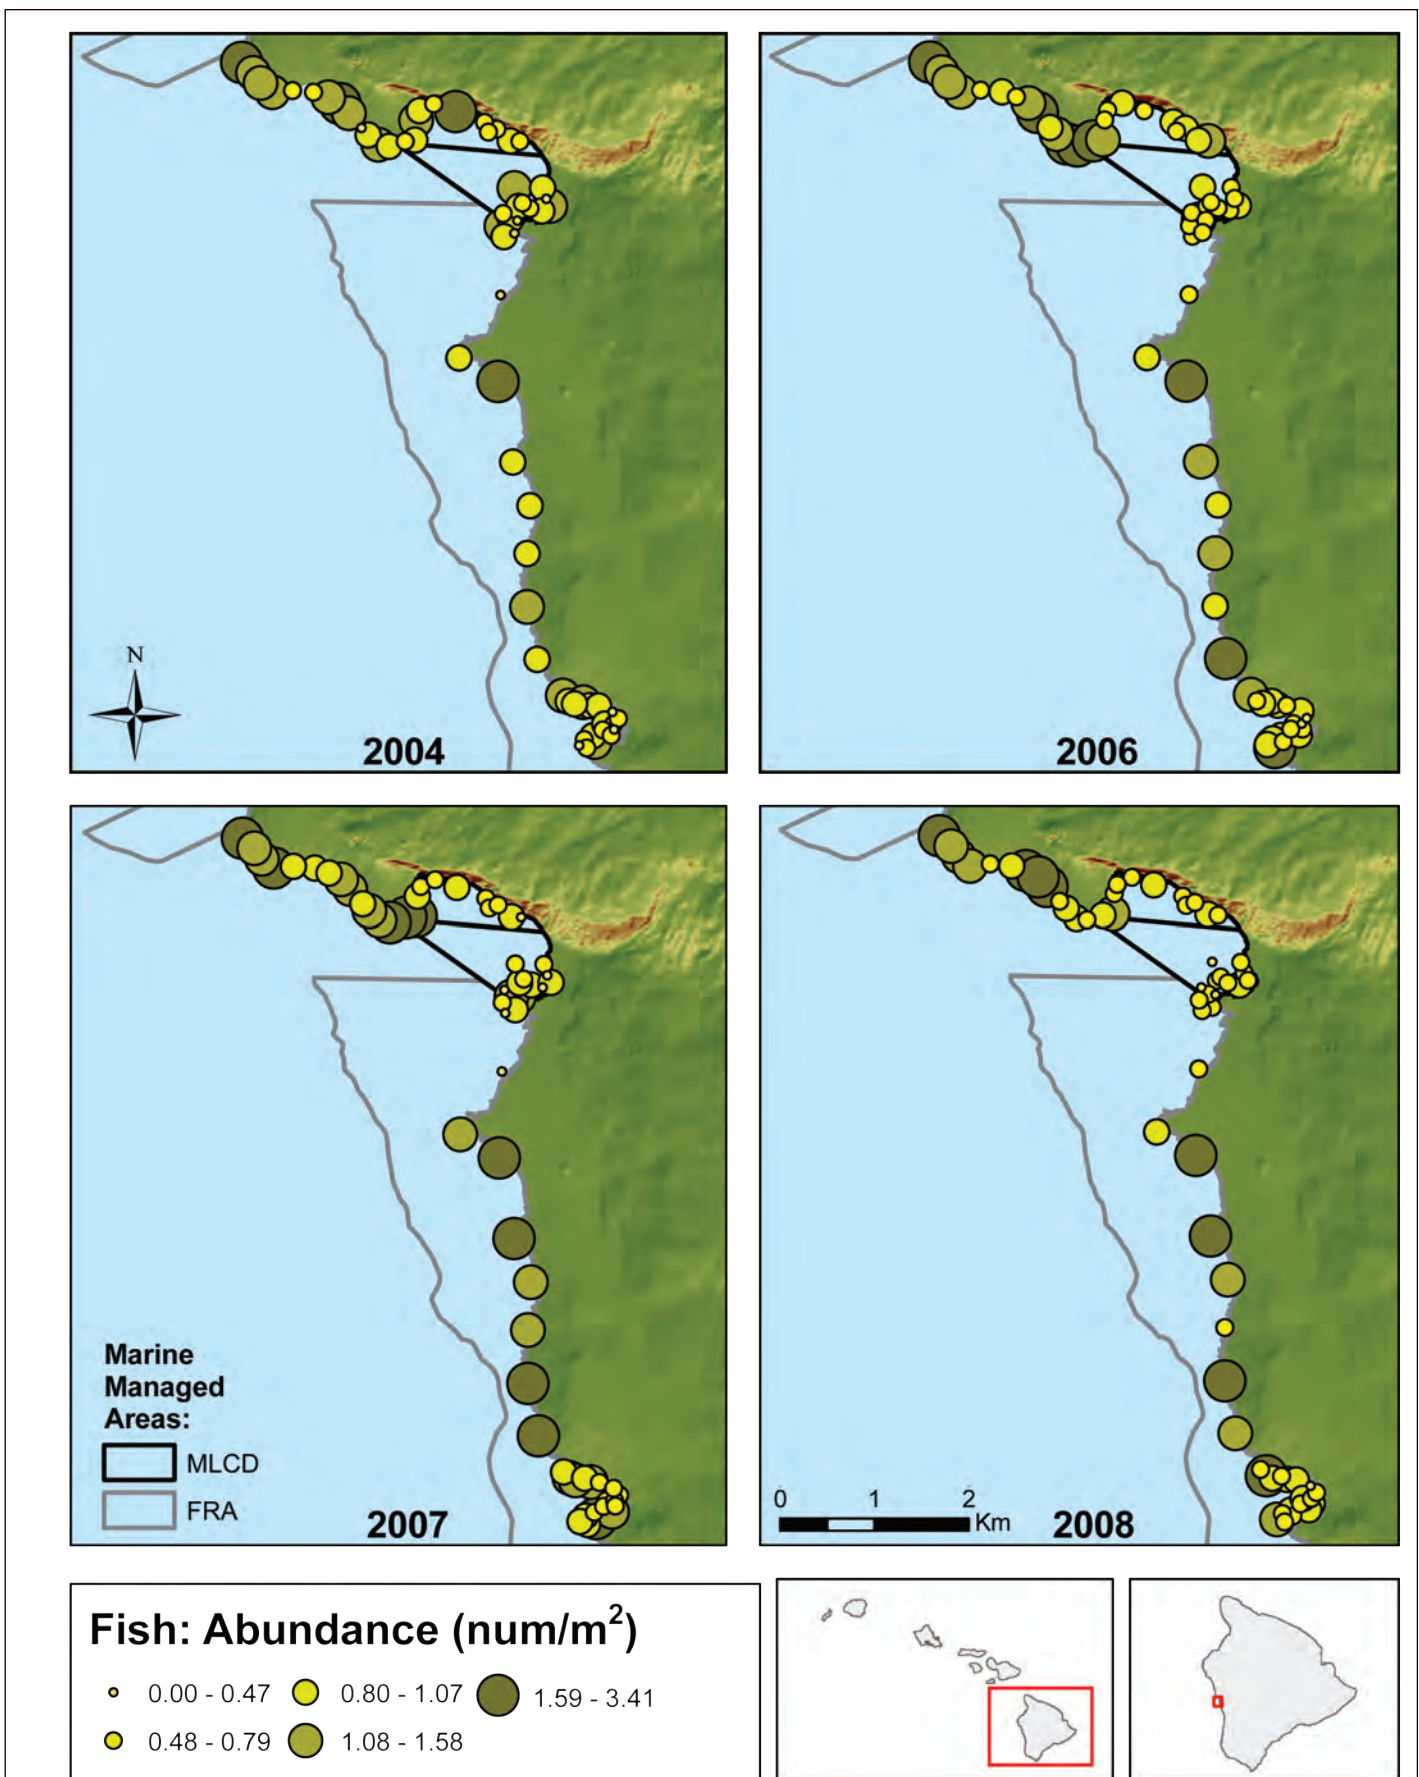 N
2004
2006
Marine
Managed
Areas:
MLCD
FRA
2007
0 1 2
Km
2008
Fish: Abundance (num/m²)
0.00 - 0.47
0.80 - 1.07
1.59 - 3.41
0.48 - 0.79
1.08 - 1.58